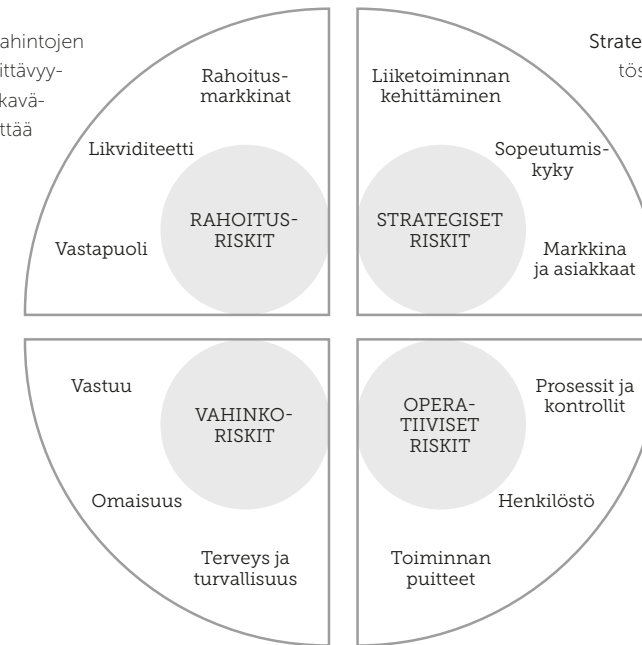 ahintojen
ittävyy-
kavä-
ttää
Strate
tös
Rahoitus-
markkinat
Likviditeetti
Vastapuoli
RAHOITUS-
RISKIT
Liiketoiminnan
kehittäminen
Sopeutumis-
kyky
Markkina
ja asiakkaat
STRATEGISET
RISKIT
Vastuu
Omaisuus
Terveys ja
turvallisuus
VAHINKO-
RISKIT
OPERA-
TIIVISET
RISKIT
Prosessit ja
kontrollit
Henkilöstö
Toiminnan
puitteet